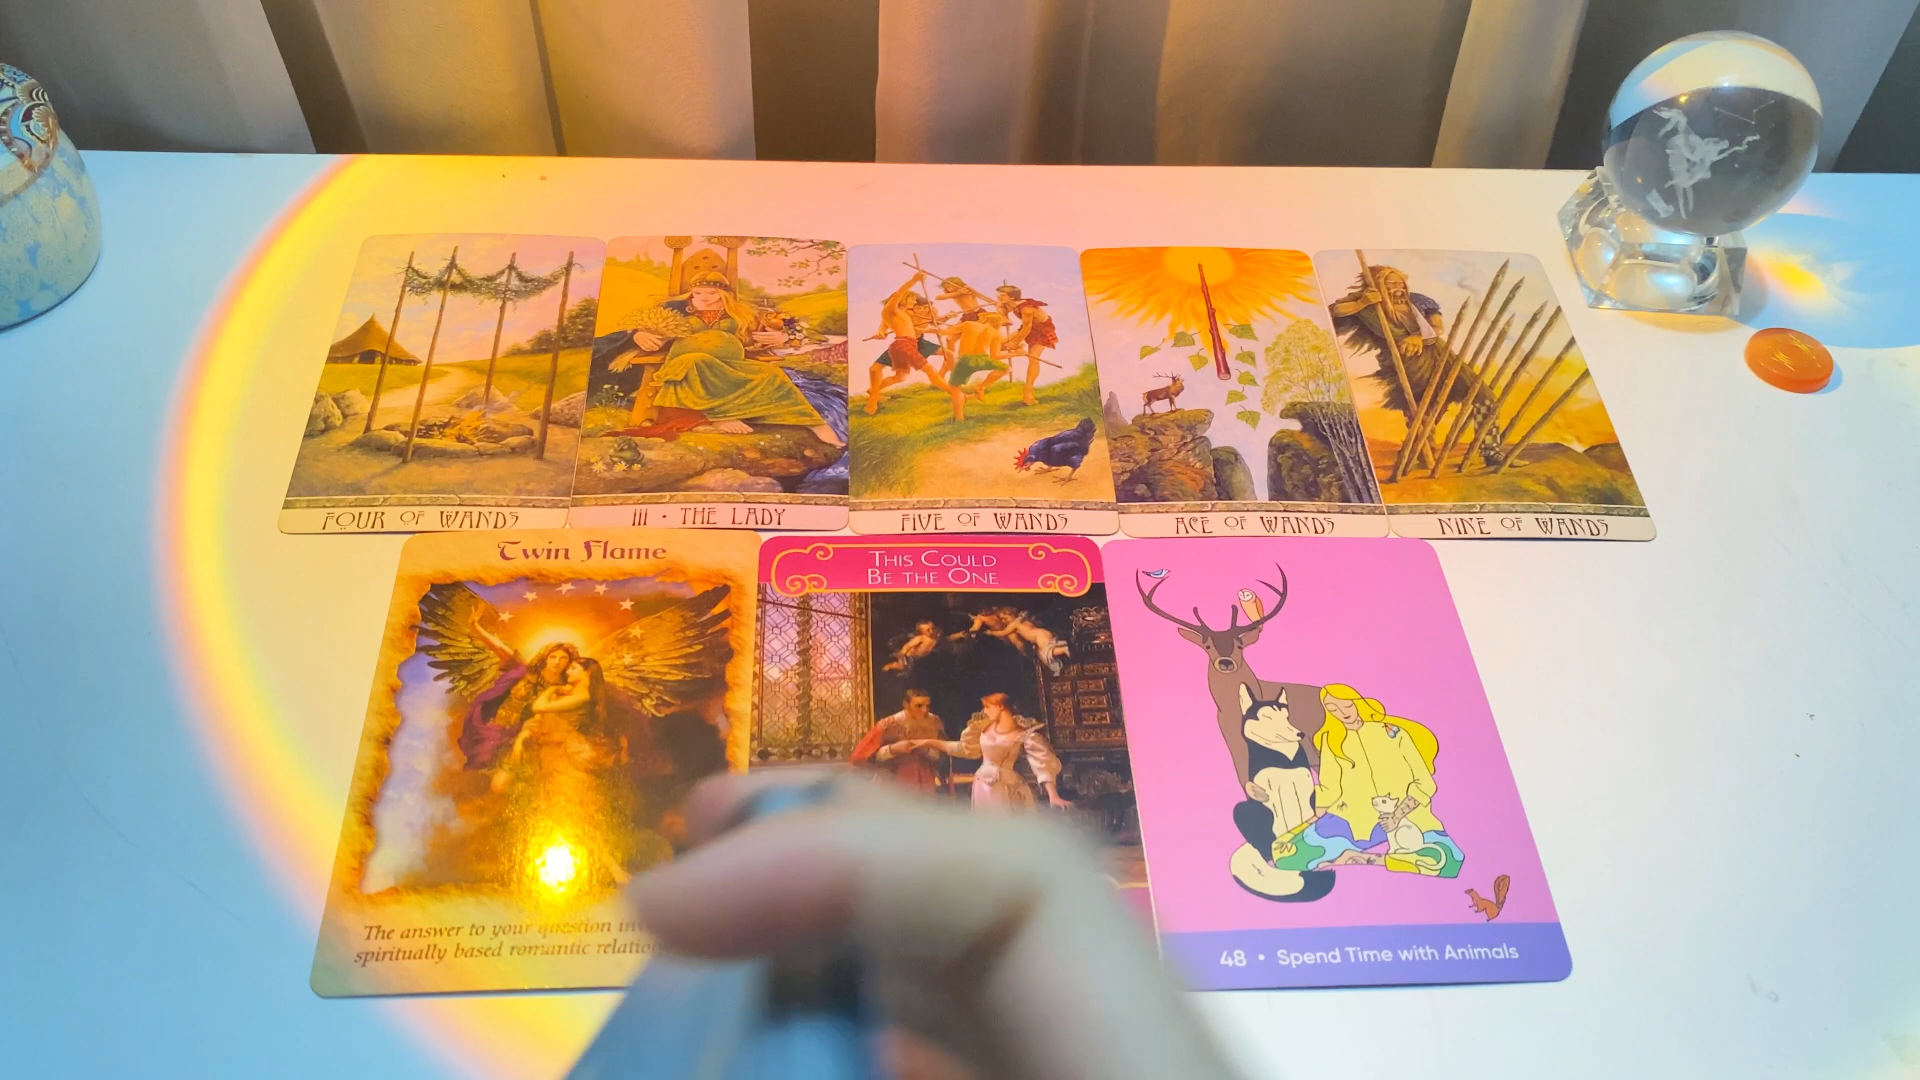 FOUR OF WANDS
III • THE LADY
FIVE OF WANDS
ACE OF WANDS
NINE OF WANDS
Twin Flame
The answer to your question
spiritually based romantic
THIS COULD
BE THE ONE
48 • Spend Time with Animals